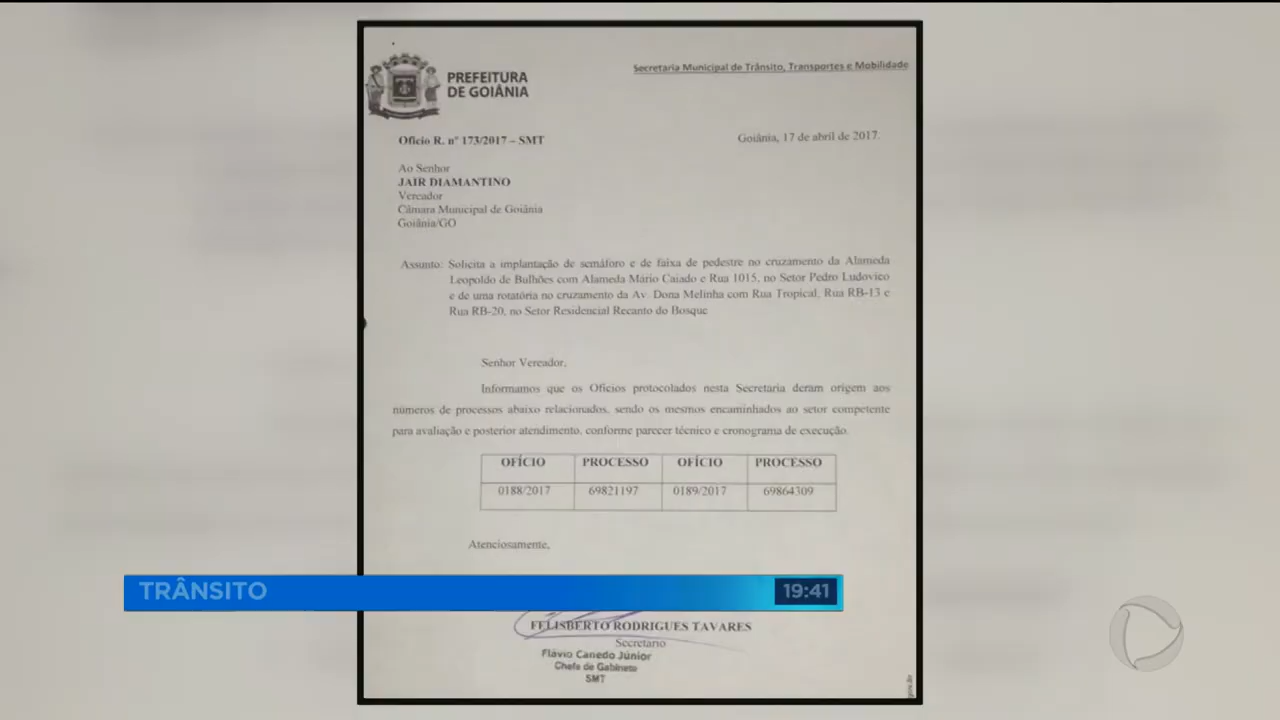 PREFEITURA
DE GOIÂNIA
Secretaria Municipal de Trânsito, Transportes e Mobilidade
Ofício R. nº 173/2017 – SMT
Goiânia, 17 de abril de 2017.
Ao Senhor
JAIR DIAMANTINO
Vereador
Câmara Municipal de Goiânia
Goiânia/GO
Assunto: Solicita a implantação de semáforo e de faixa de pedestre no cruzamento da Alameda
Leopoldo de Bulhões com Alameda Mário Caiado e Rua 1015, no Setor Pedro Ludovico
e de uma rotatória no cruzamento da Av. Dona Melinha com Rua Tropical, Rua RB-13 e
Rua RB-20, no Setor Residencial Recanto do Bosque
Senhor Vereador,
Informamos que os Ofícios protocolados nesta Secretaria deram origem aos
números de processos abaixo relacionados, sendo os mesmos encaminhados ao setor competente
para avaliação e posterior atendimento, conforme parecer técnico e cronograma de execução.
OFÍCIO PROCESSO OFÍCIO PROCESSO
0188/2017 69821197 0189/2017 69864309
Atenciosamente,
TRÂNSITO 19:41
FELISBERTO RODRIGUES TAVARES
Secretário
Flávio Canedo Júnior
Chefe de Gabinete
SMT